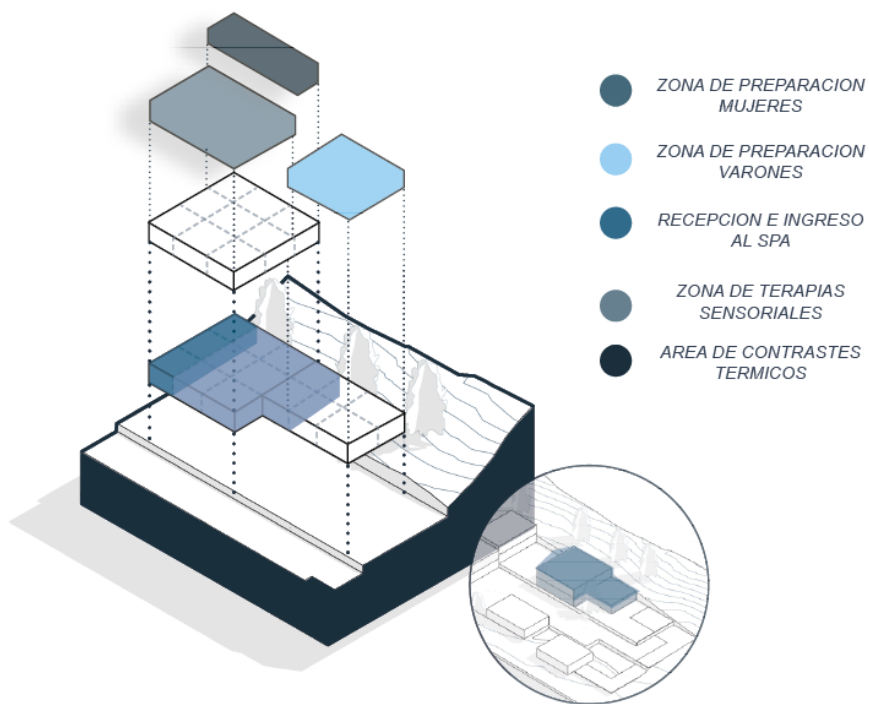 ZONA DE PREPARACION
MUJERES
ZONA DE PREPARACION
VARONES
RECEPCION E INGRESO
AL SPA
ZONA DE TERAPIAS
SENSORIALES
AREA DE CONTRASTES
TERMICOS